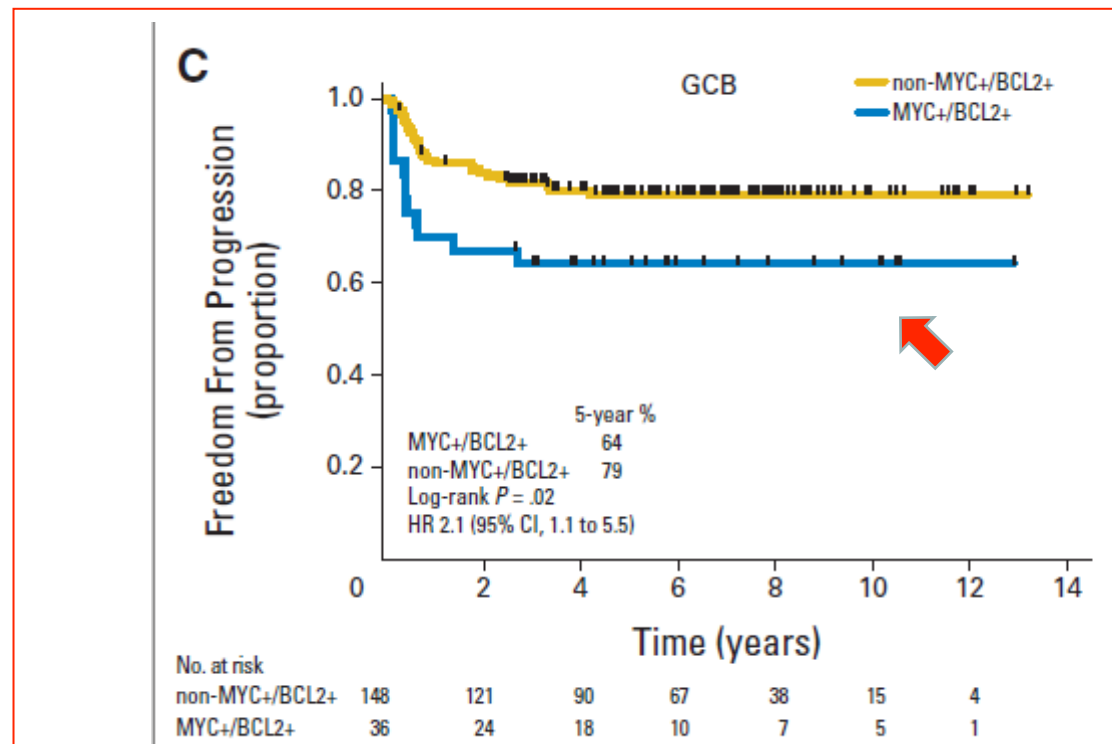 C
GCB
non-MYC+/BCL2+
MYC+/BCL2+
Freedom From Progression
(proportion)
1.0
0.8
0.6
0.4
0.2
5-year %
MYC+/BCL2+ 64
non-MYC+/BCL2+ 79
Log-rank P = .02
HR 2.1 (95% CI, 1.1 to 5.5)
0 2 4 6 8 10 12 14
Time (years)
No. at risk
non-MYC+/BCL2+ 148 121 90 67 38 15 4
MYC+/BCL2+ 36 24 18 10 7 5 1